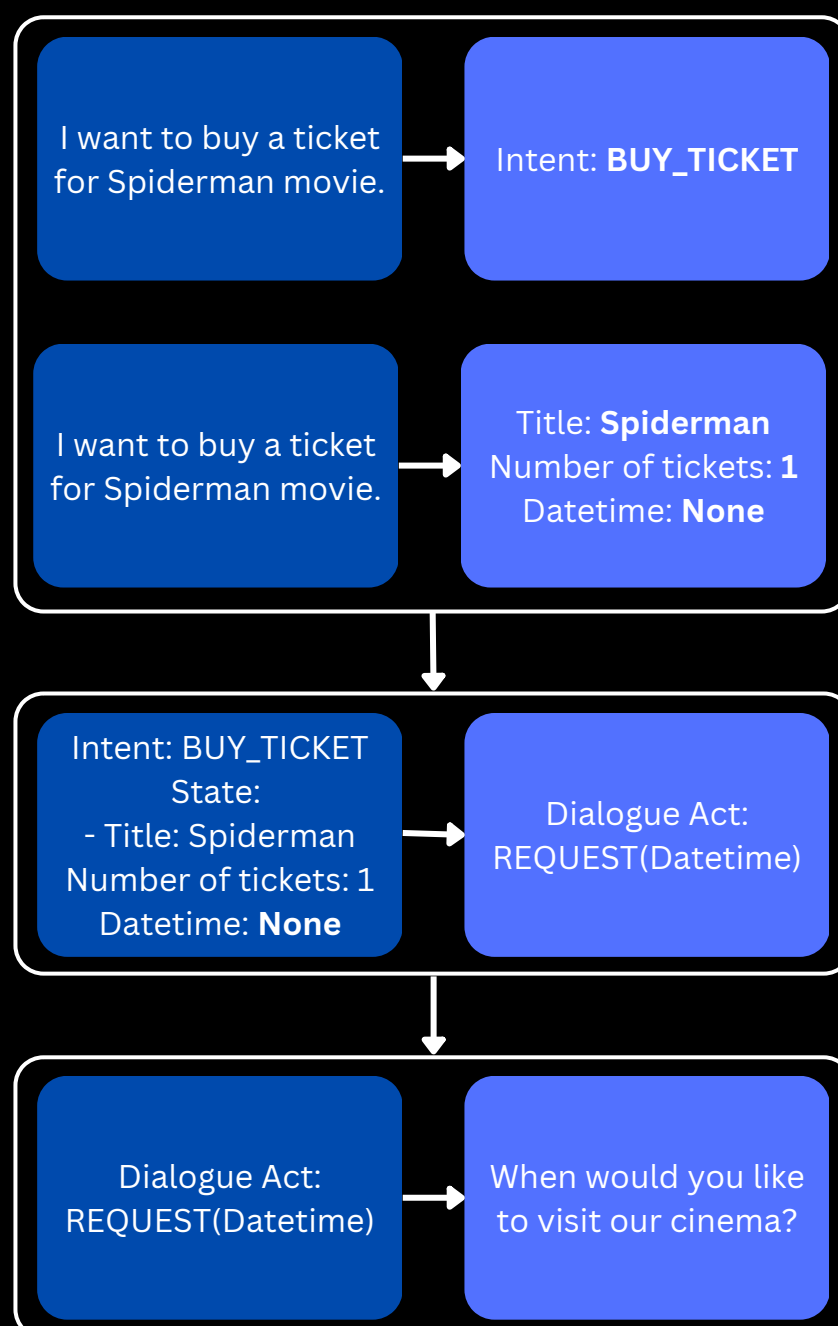 I want to buy a ticket
for Spiderman movie.
Intent: BUY_TICKET
I want to buy a ticket
for Spiderman movie.
Title: Spiderman
Number of tickets: 1
Datetime: None
Intent: BUY_TICKET
State:
- Title: Spiderman
Number of tickets: 1
Datetime: None
Dialogue Act:
REQUEST(Datetime)
Dialogue Act:
REQUEST(Datetime)
When would you like
to visit our cinema?